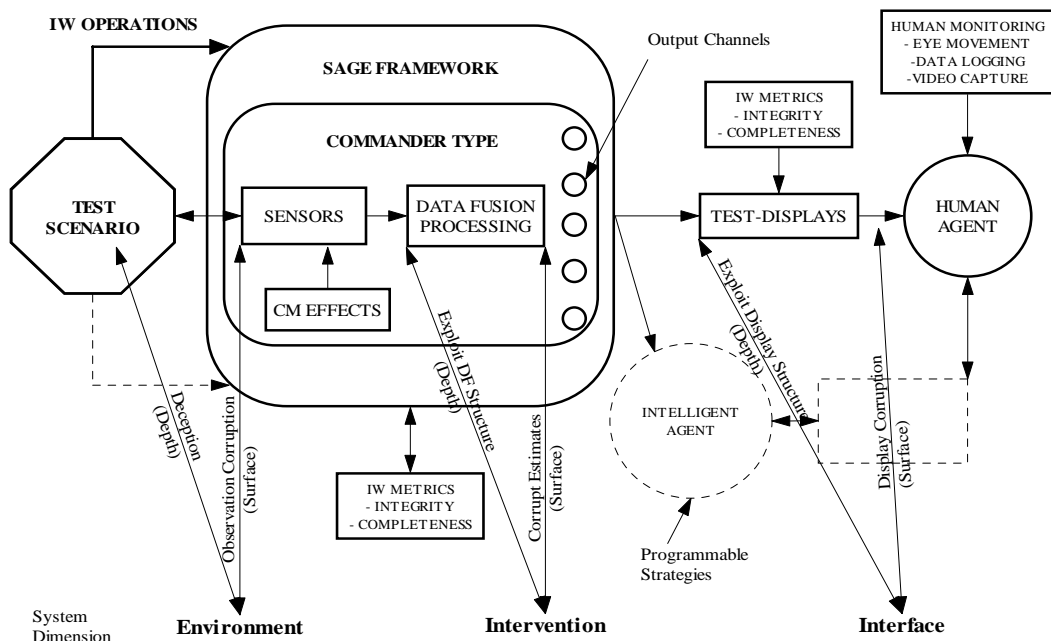 IW OPERATIONS
SAGE FRAMEWORK
COMMANDER TYPE
Output Channels
HUMAN MONITORING
- EYE MOVEMENT
- DATA LOGGING
- VIDEO CAPTURE
IW METRICS
- INTEGRITY
- COMPLETENESS
TEST
SCENARIO
SENSORS
DATA FUSION
PROCESSING
TEST-DISPLAYS
HUMAN
AGENT
CM EFFECTS
Deception
(Depth)
Observation Corruption
(Surface)
Exploit DF Structure
(Depth)
Corrupt Estimates
(Surface)
Exploit Display Structure
(Depth)
Display Corruption
(Surface)
INTELLIGENT
AGENT
IW METRICS
- INTEGRITY
- COMPLETENESS
Programmable
Strategies
System
Dimension
Environment
Intervention
Interface